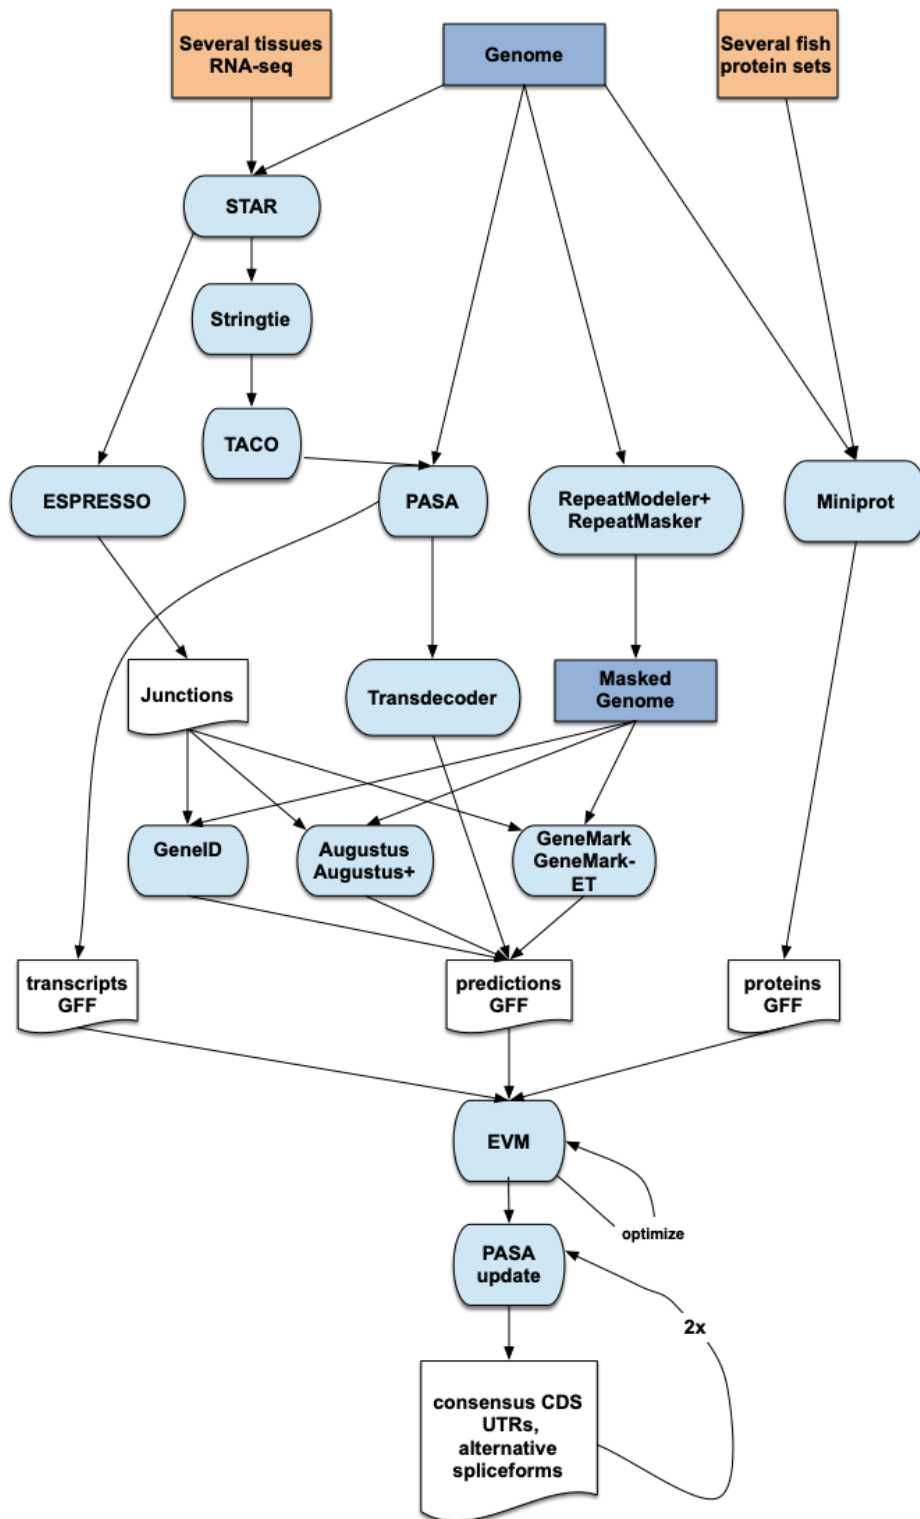 Several tissues
RNA-seq
Genome
Several fish
protein sets
STAR
Stringtie
TACO
ESPRESSO
PASA
RepeatModeler+
RepeatMasker
Miniprot
Junctions
Transdecoder
Masked
Genome
GeneID
Augustus
Augustus+
GeneMark
GeneMark-
ET
transcripts
GFF
predictions
GFF
proteins
GFF
EVM
optimize
PASA
update
2x
consensus CDS
UTRs,
alternative
spliceforms